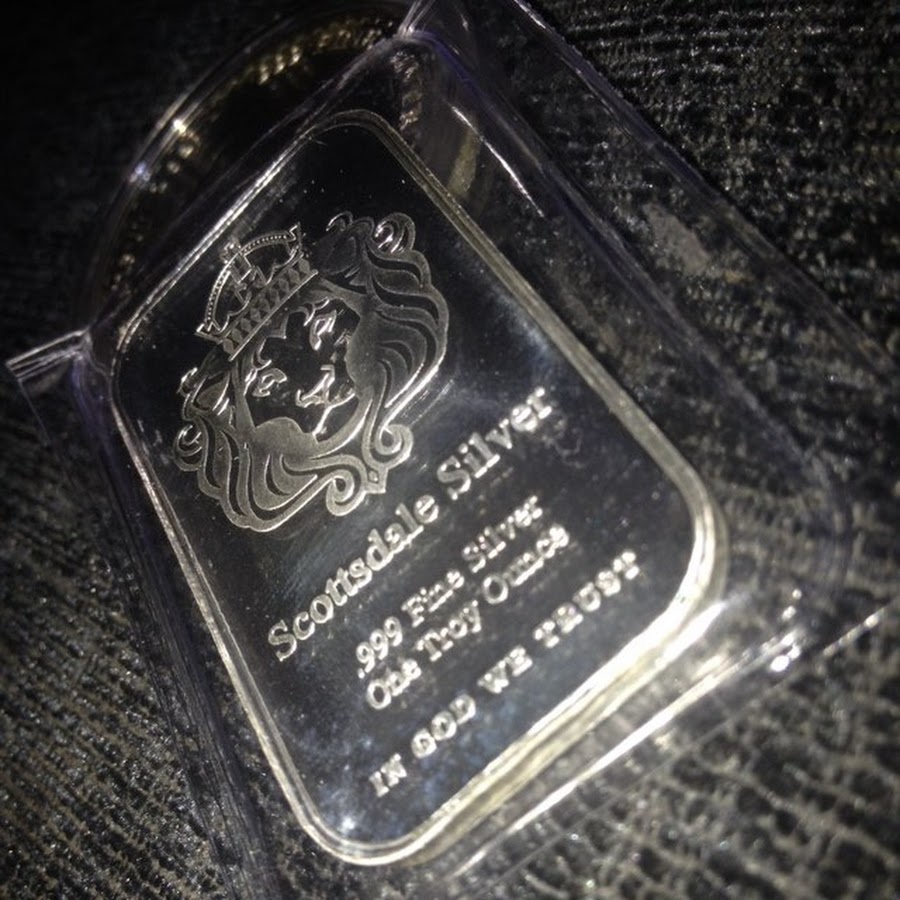 Scottsdale Silver
.999 Fine Silver
One Troy Ounce
IN GOD WE TRUST